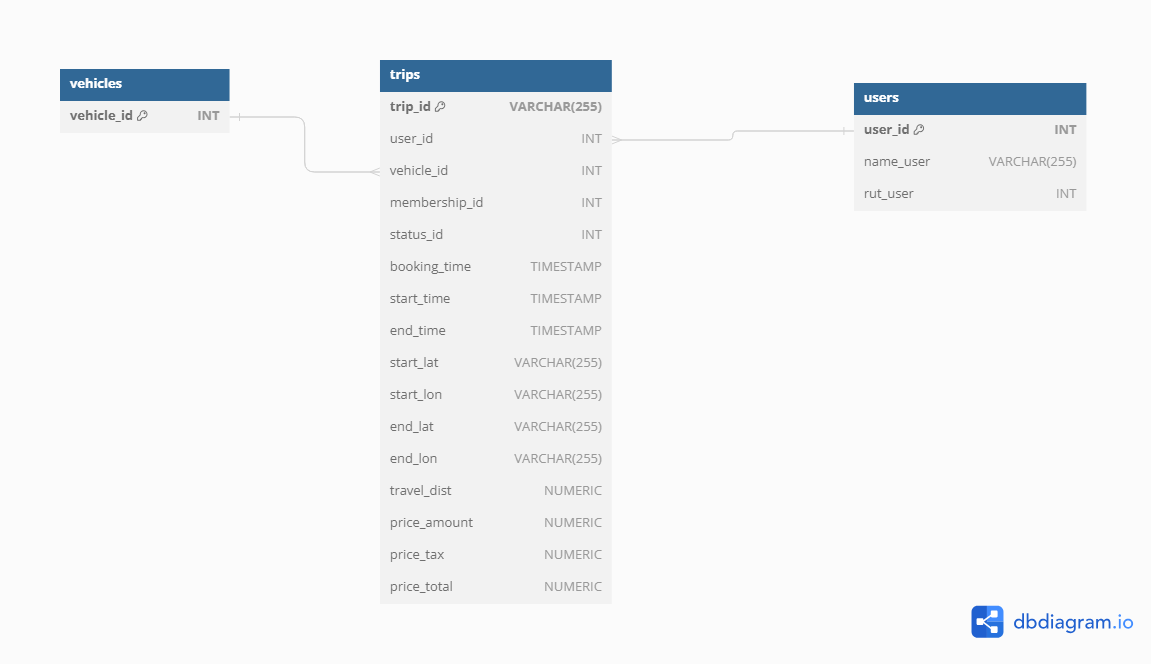 vehicles
vehicle_id INT
trips
trip_id VARCHAR(255)
user_id INT
vehicle_id INT
membership_id INT
status_id INT
booking_time TIMESTAMP
start_time TIMESTAMP
end_time TIMESTAMP
start_lat VARCHAR(255)
start_lon VARCHAR(255)
end_lat VARCHAR(255)
end_lon VARCHAR(255)
travel_dist NUMERIC
price_amount NUMERIC
price_tax NUMERIC
price_total NUMERIC
users
user_id INT
name_user VARCHAR(255)
rut_user INT
dbdiagram.io